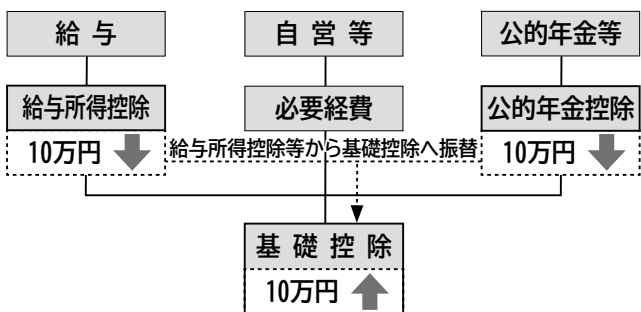 給与
自営等
公的年金等
給与所得控除
必要経費
公的年金控除
10万円
給与所得控除等から基礎控除へ振替
10万円
基礎控除
10万円